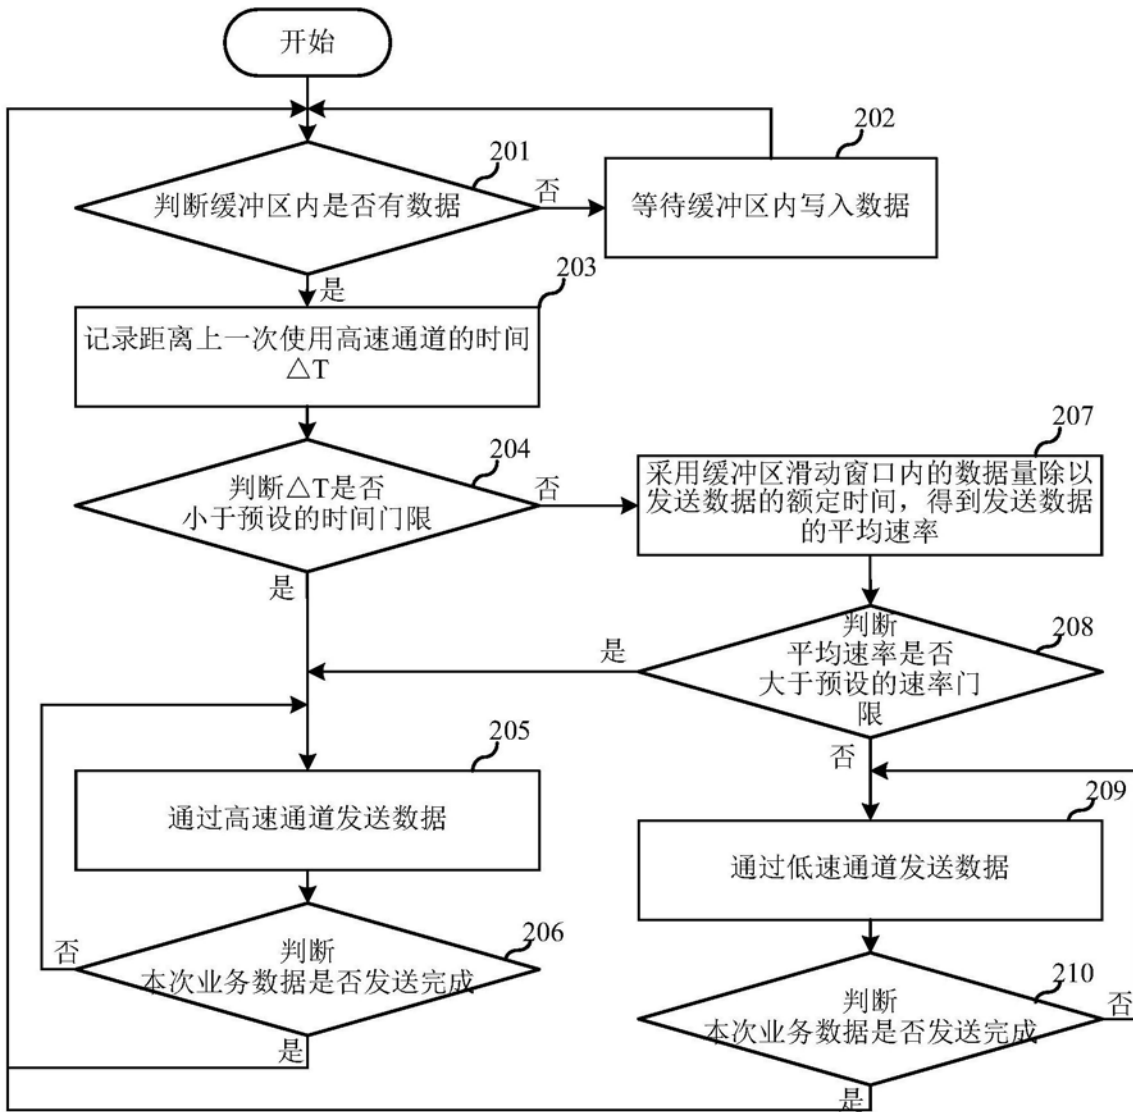 开始
201
202
判断缓冲区内是否有数据
否
等待缓冲区内写入数据
是
203
记录距离上一次使用高速通道的时间
△T
204
207
判断△T是否
小于预设的时间门限
否
采用缓冲区滑动窗口内的数据量除以
发送数据的额定时间，得到发送数据
的平均速率
是
208
判断
平均速率是否
大于预设的速率门
限
是
否
205
通过高速通道发送数据
209
通过低速通道发送数据
206
判断
本次业务数据是否发送完成
否
是
210
判断
本次业务数据是否发送完成
否
是